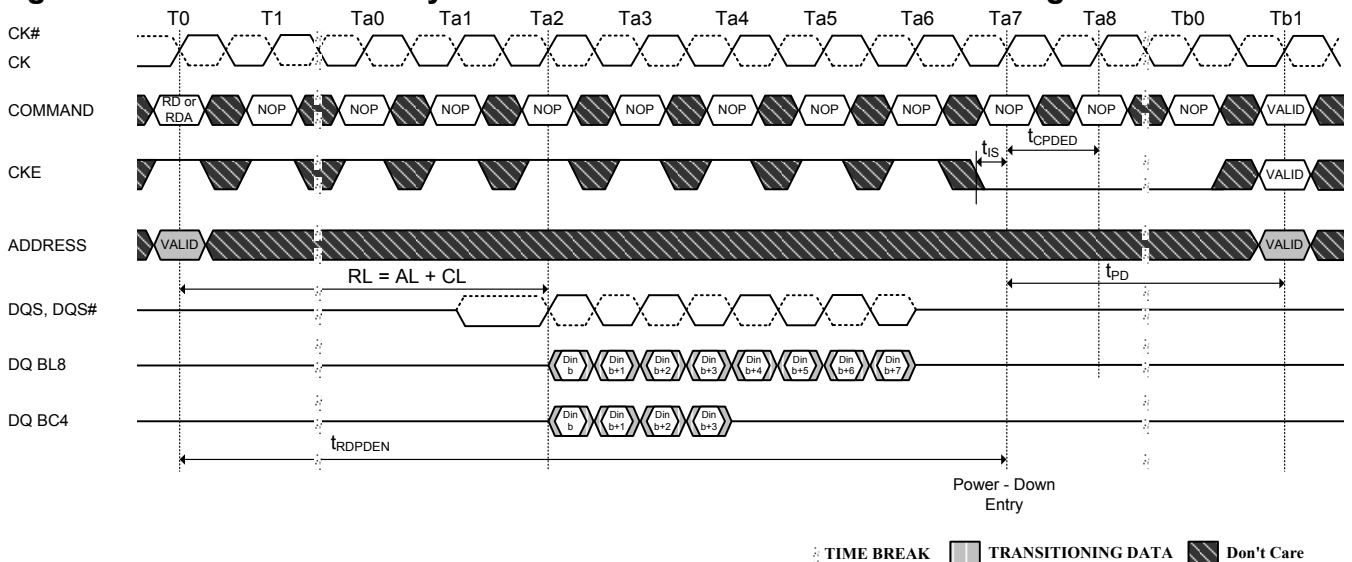 T0 T1 Ta0 Ta1 Ta2 Ta3 Ta4 Ta5 Ta6 Ta7 Ta8 Tb0 Tb1
CK#
CK
COMMAND
RD or
RDA
NOP NOP NOP NOP NOP NOP NOP NOP NOP NOP NOP VALID
tIS
tCPDED
CKE
VALID
ADDRESS
VALID
VALID
RL = AL + CL
tPD
DQS, DQS#
DQ BL8
Din b
Din b+1
Din b+2
Din b+3
Din b+4
Din b+5
Din b+6
Din b+7
DQ BC4
Din b
Din b+1
Din b+2
Din b+3
tRDPDEN
Power - Down
Entry
TIME BREAK TRANSITIONING DATA Don't Care